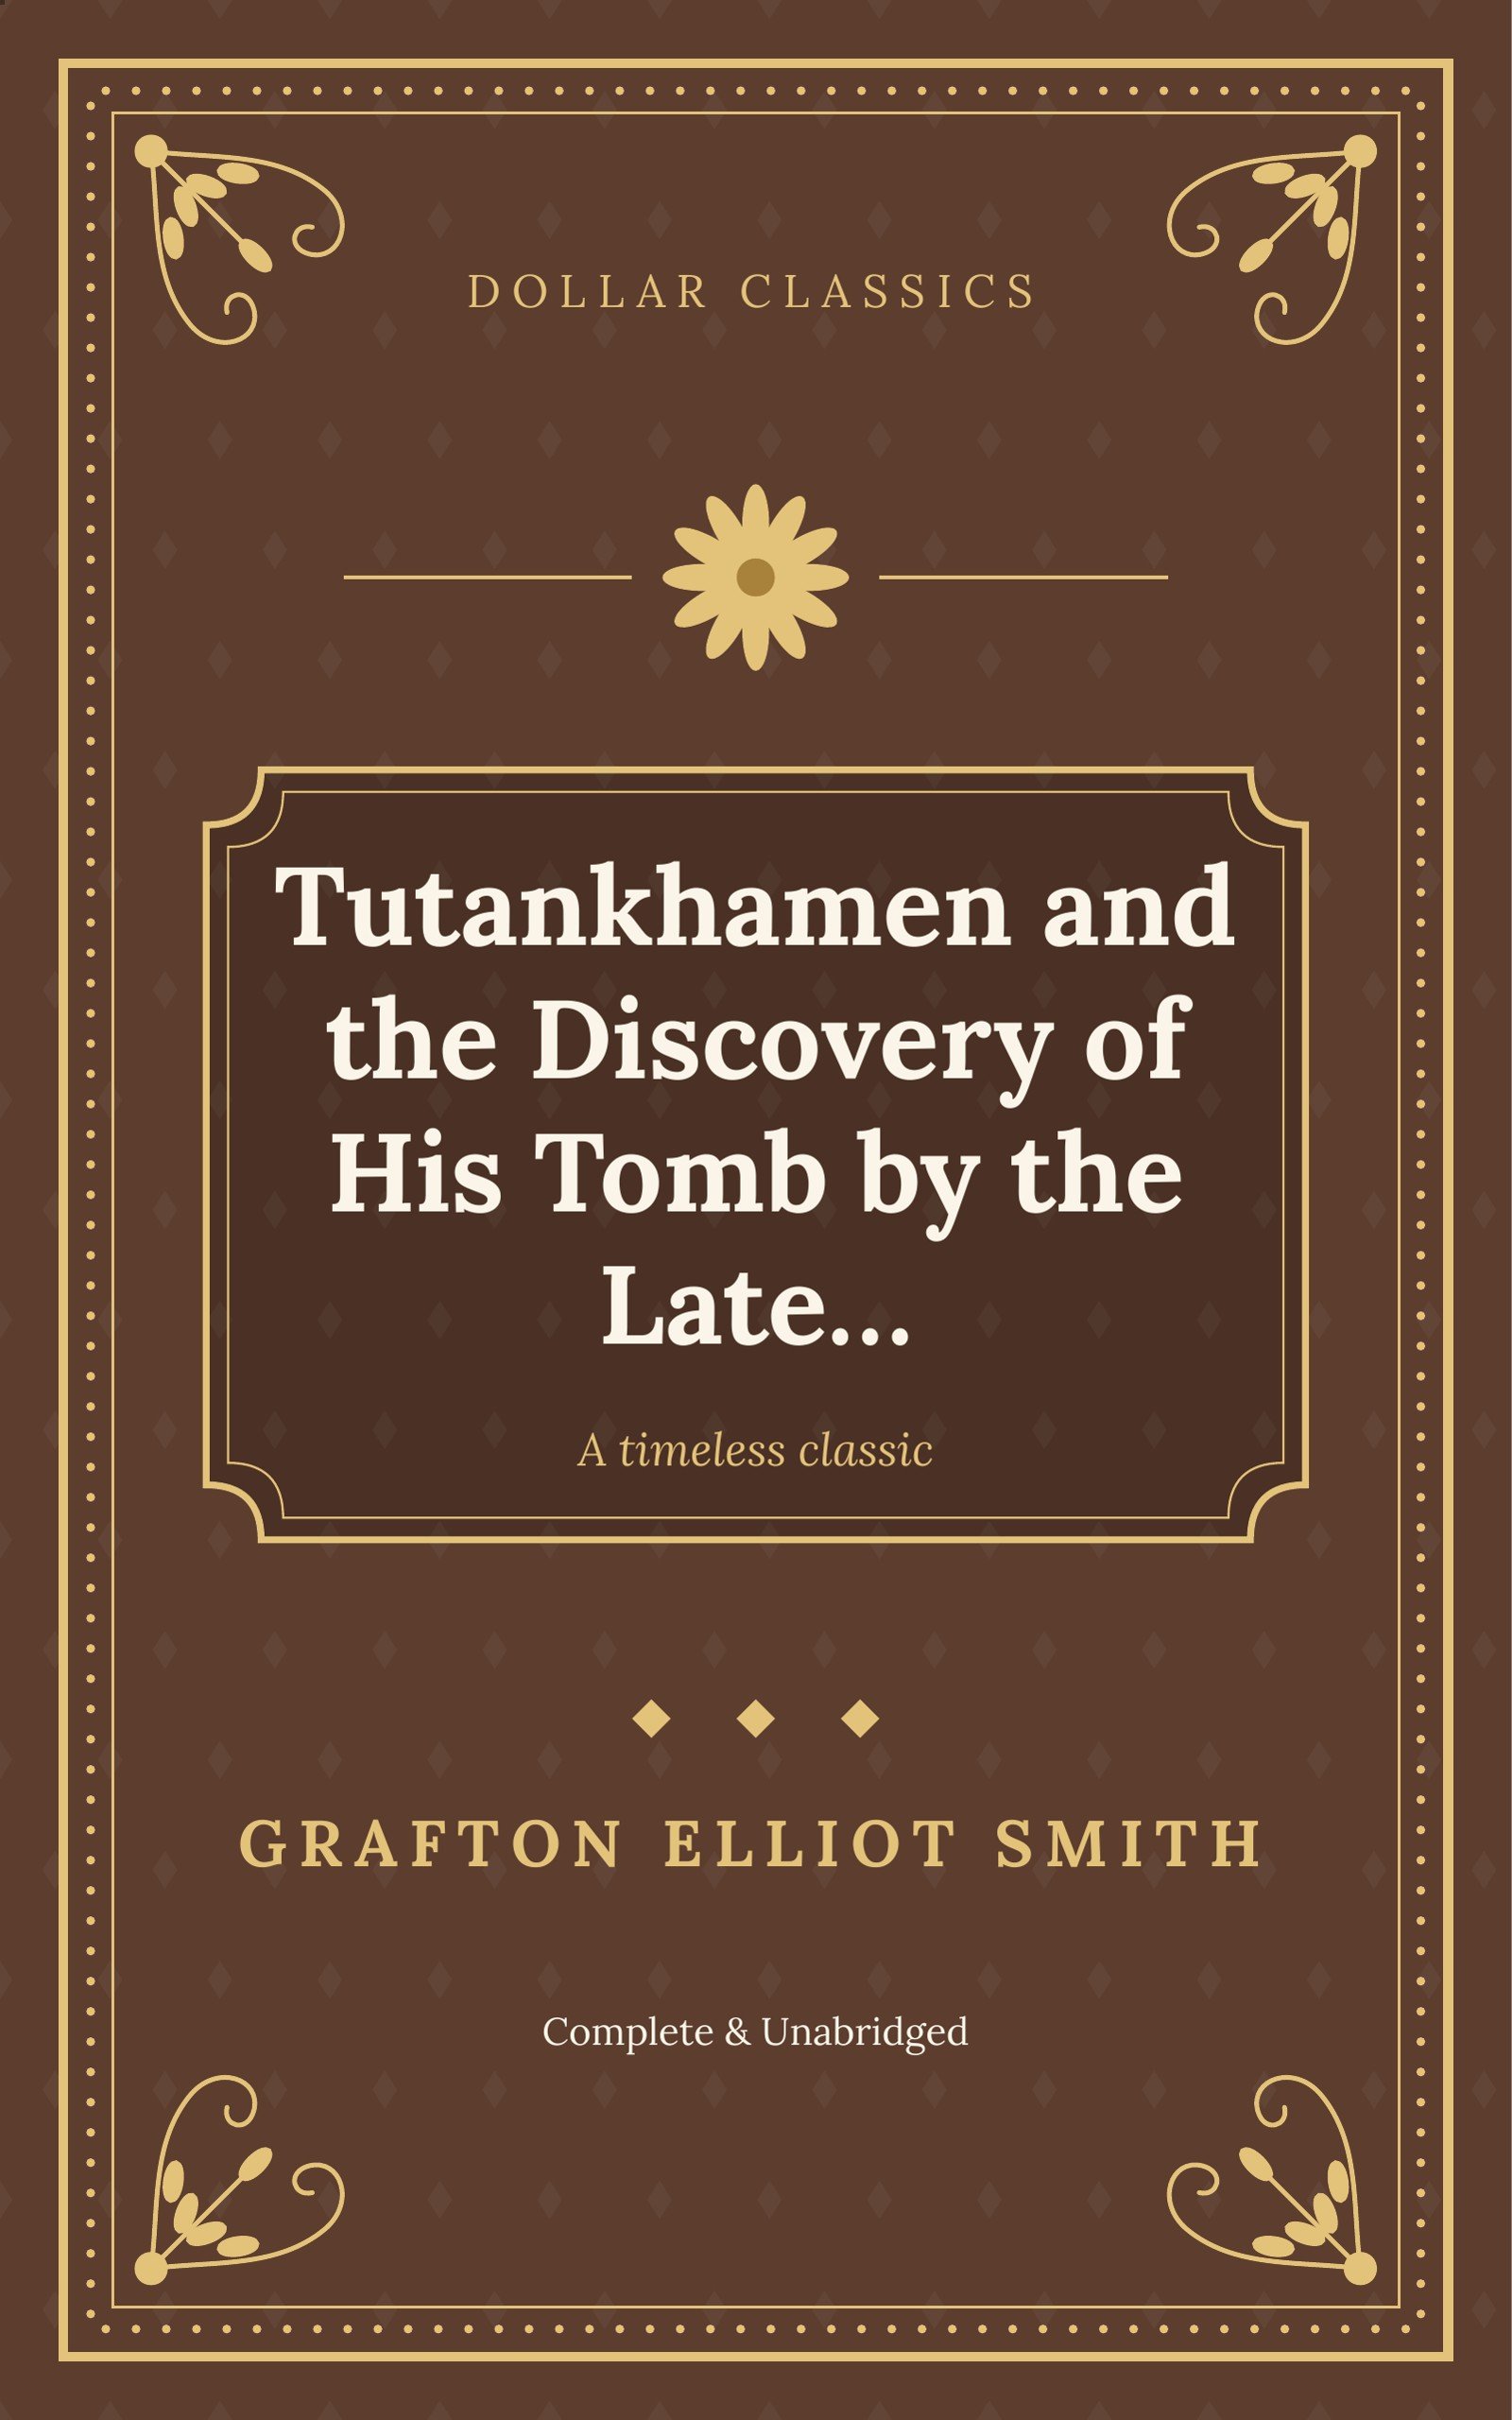 DOLLAR CLASSICS
Tutankhamen and
the Discovery of
His Tomb by the
Late...
A timeless classic
GRAFTON ELLIOT SMITH
Complete & Unabridged